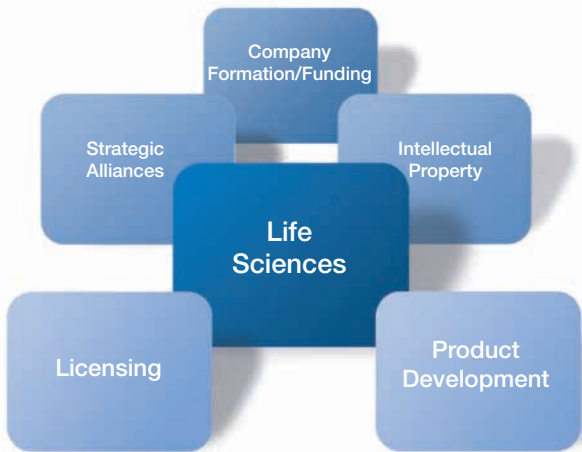 Company
Formation/Funding
Strategic
Alliances
Intellectual
Property
Life
Sciences
Licensing
Product
Development